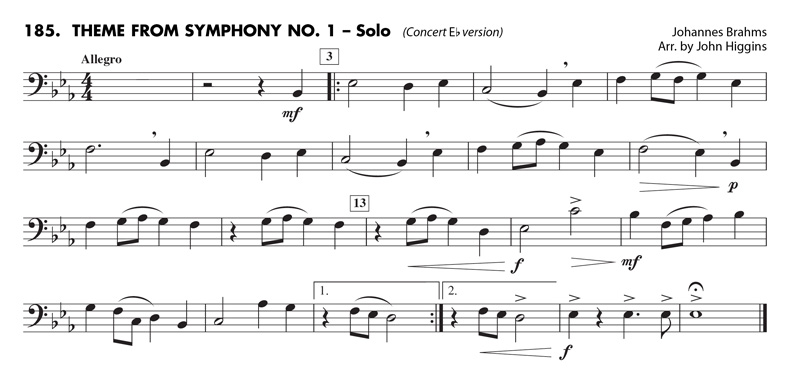 185. THEME FROM SYMPHONY NO. 1 – Solo (Concert E♭ version)
Johannes Brahms
Arr. by John Higgins
Allegro
3
4
4
mf
p
13
f
mf
1.
2.
f